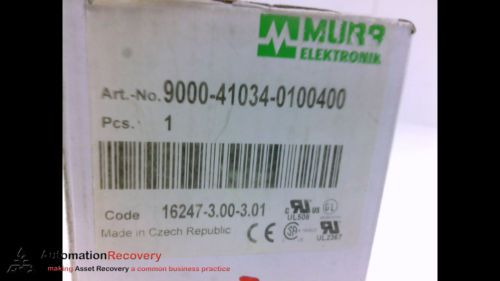 MURR
ELEKTRONIK
Art.-No. 9000-41034-0100400
Pcs. : 1
Code 16247-3.00-3.01
Made in Czech Republic
UL508
UL2367
AutomationRecovery
making Asset Recovery a common business practice